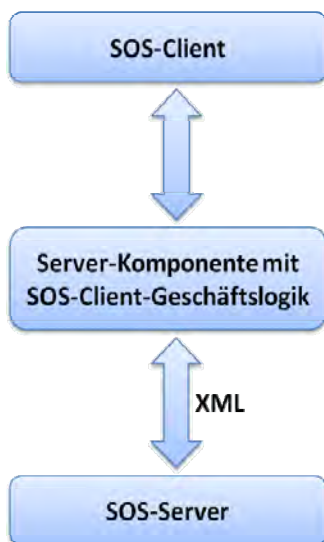 SOS-Client
Server-Komponente mit
SOS-Client-Geschäftslogik
XML
SOS-Server